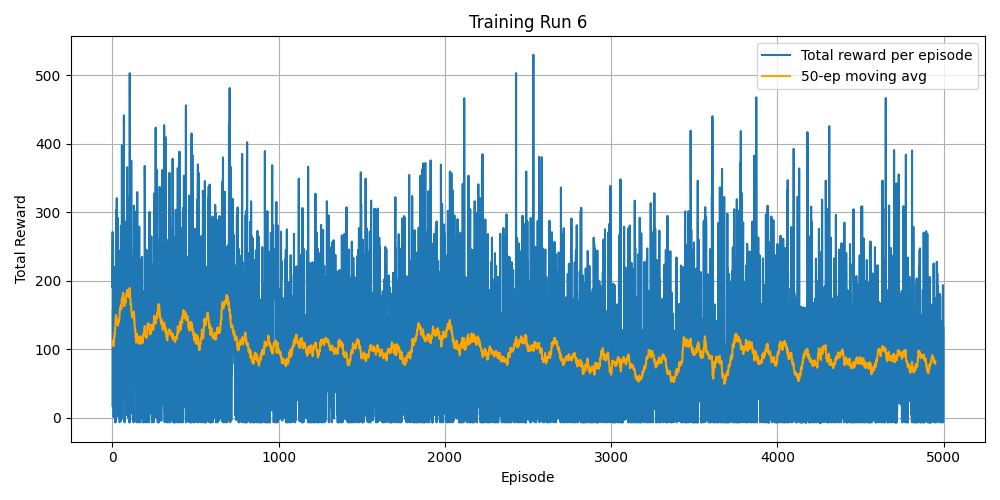 Training Run 6
Total reward per episode
50-ep moving avg
500
400
300
200
100
0
Total Reward
0 1000 2000 3000 4000 5000
Episode